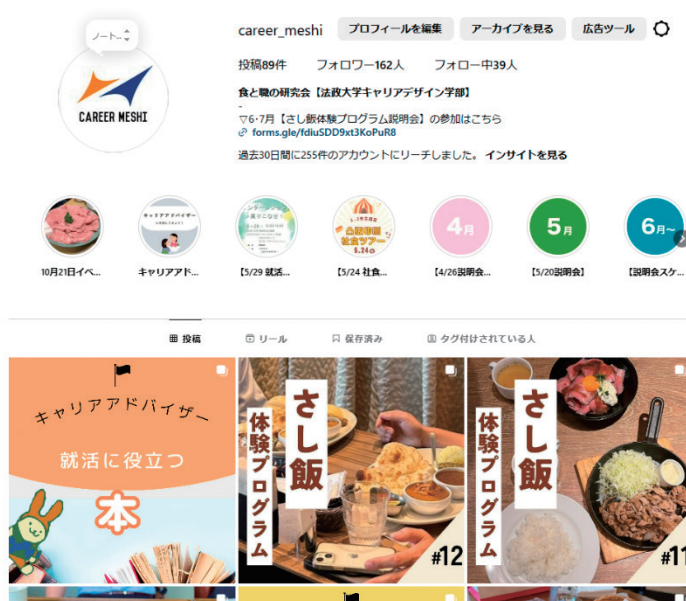 ノート...
career_meshi プロフィールを編集 アーカイブを見る 広告ツール
投稿89件 フォロワー162人 フォロー中39人
食と職の研究会【法政大学キャリアデザイン学部】
-
▽6・7月【さし飯体験プログラム説明会】の参加はこちら
forms.gle/fdiuSDD9xt3KoPuR8
過去30日間に255件のアカウントにリーチしました。 インサイトを見る
CAREER MESHI
キャリアアドバイザー
5.24
4月
5月
6月~
10月21日イベ...
キャリアアド...
【5/29 就活...
【5/24 社食...
【4/26説明会...
【5/20説明会】
【説明会スケ...
投稿 リール 保存済み タグ付けされている人
キャリアアドバイザー
就活に役立つ
本
さし飯
体験プログラム
#12
さし飯
体験プログラム
#11